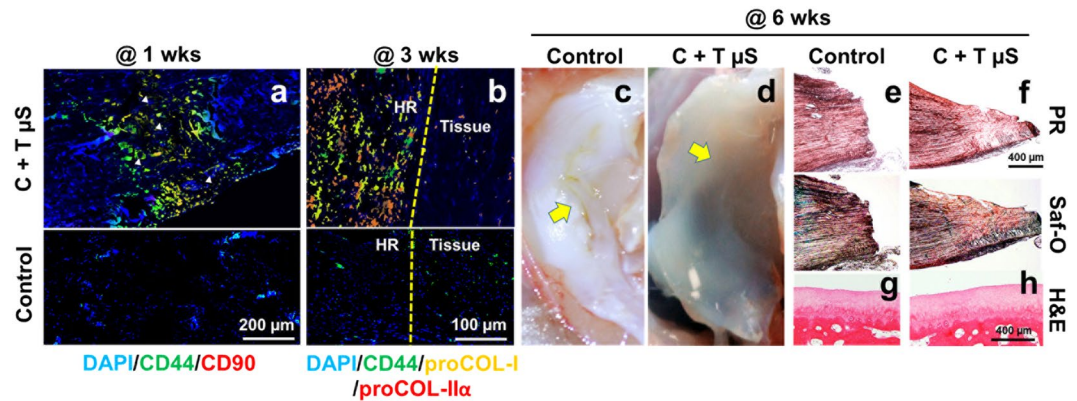 @ 6 wks
@ 1 wks
@ 3 wks
Control
C + T µS
Control
C + T µS
C + T µS
Control
a
b
HR
Tissue
HR
Tissue
200 µm
100 µm
c
d
e
f
400 µm
g
h
400 µm
PR
Saf-O
H&E
DAPI/CD44/CD90
DAPI/CD44/proCOL-I
/proCOL-IIα